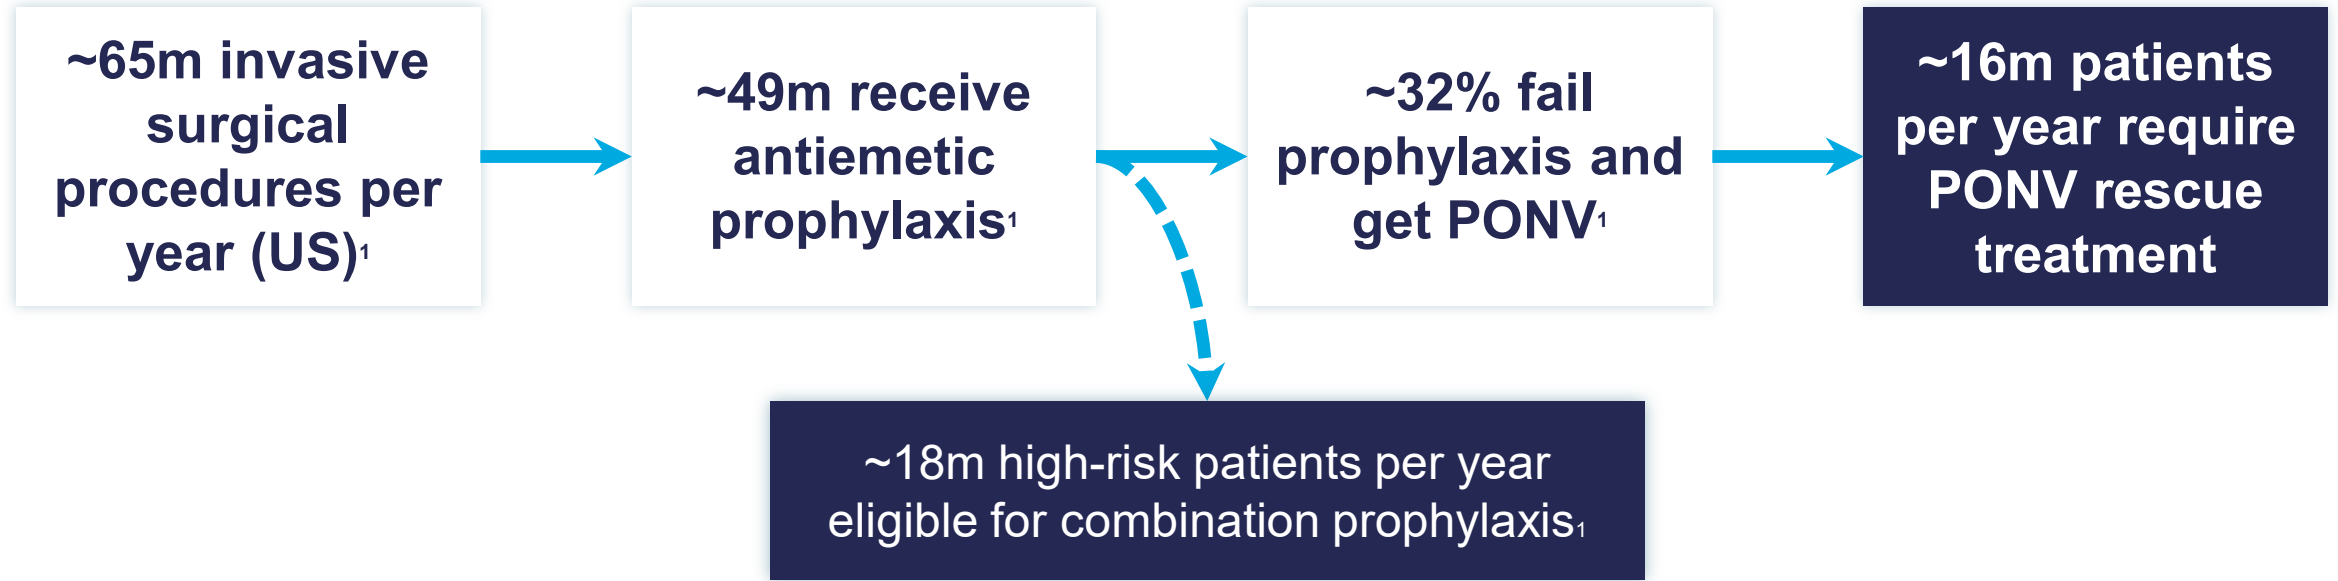 ~65m invasive
surgical
procedures per
year (US)¹
~49m receive
antiemetic
prophylaxis¹
~32% fail
prophylaxis and
get PONV¹
~16m patients
per year require
PONV rescue
treatment
~18m high-risk patients per year
eligible for combination prophylaxis₁